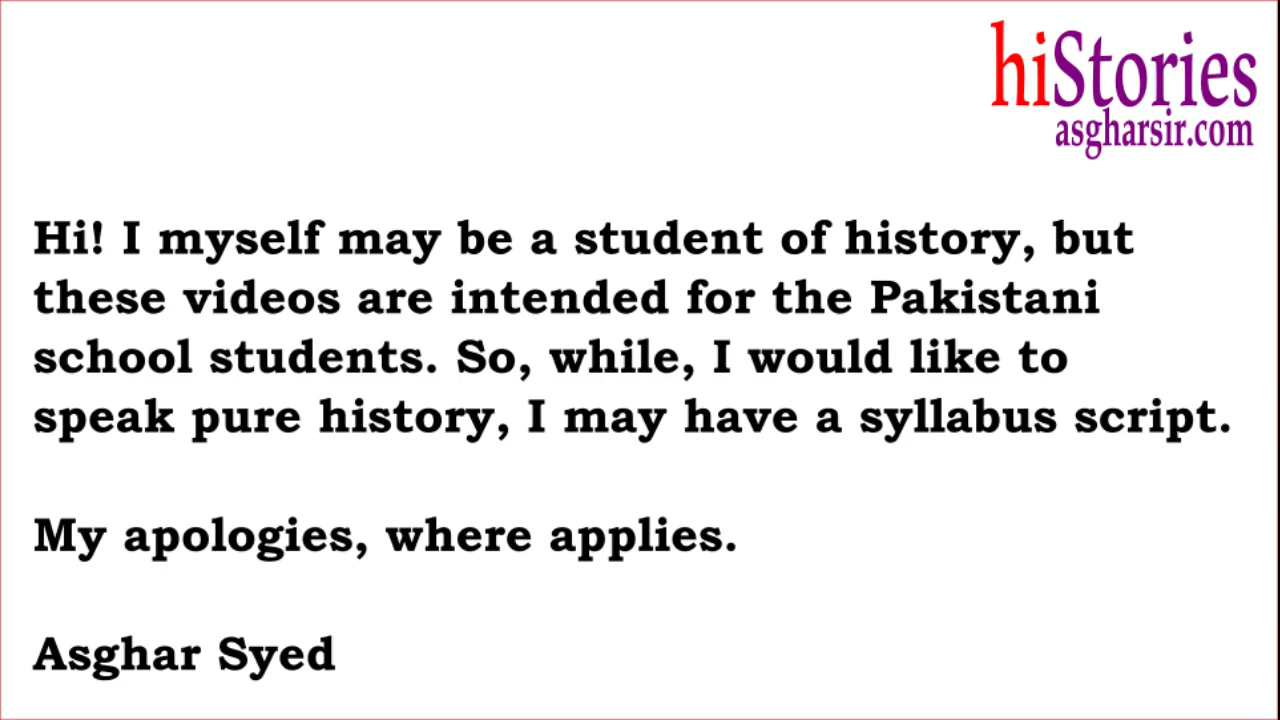 hiStories
asgharsir.com
Hi! I myself may be a student of history, but
these videos are intended for the Pakistani
school students. So, while, I would like to
speak pure history, I may have a syllabus script.
My apologies, where applies.
Asghar Syed